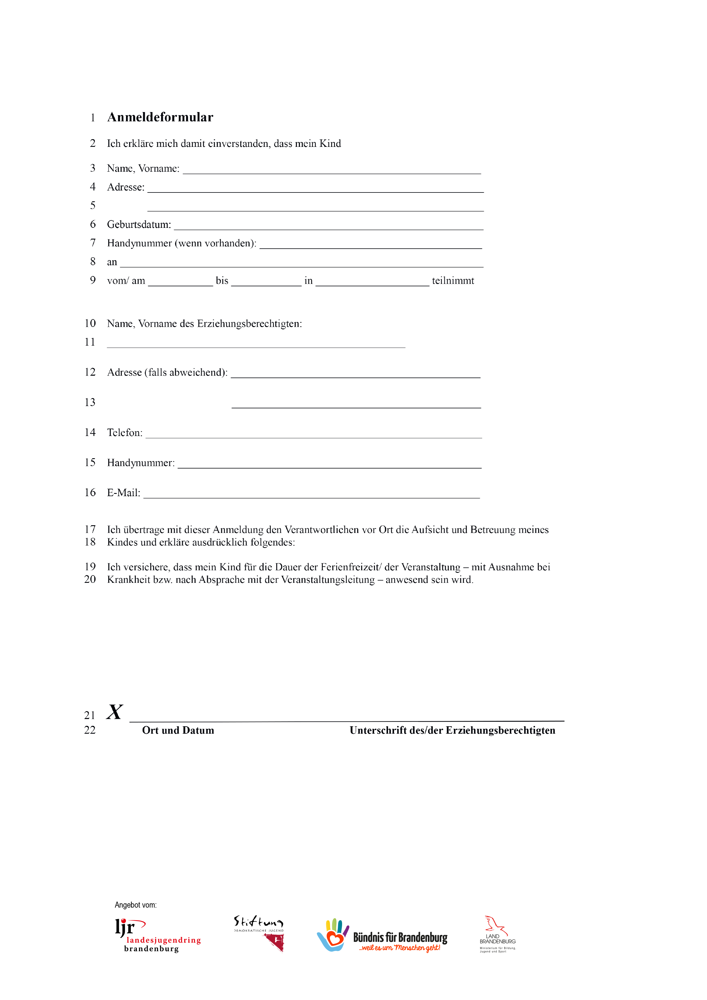 1 Anmeldeformular
2 Ich erkläre mich damit einverstanden, dass mein Kind
3 Name, Vorname: ____________________
4 Adresse: ____________________
5 ____________________
6 Geburtsdatum: ____________________
7 Handynummer (wenn vorhanden): ____________________
8 an ____________________
9 vom/ am __________ bis __________ in __________ teilnimmt
10 Name, Vorname des Erziehungsberechtigten:
11 ____________________
12 Adresse (falls abweichend): ____________________
13 ____________________
14 Telefon: ____________________
15 Handynummer: ____________________
16 E-Mail: ____________________
17 Ich übertrage mit dieser Anmeldung den Verantwortlichen vor Ort die Aufsicht und Betreuung meines
18 Kindes und erkläre ausdrücklich folgendes:
19 Ich versichere, dass mein Kind für die Dauer der Ferienfreizeit/ der Veranstaltung – mit Ausnahme bei
20 Krankheit bzw. nach Absprache mit der Veranstaltungsleitung – anwesend sein wird.
21 X ____________________
22 Ort und Datum Unterschrift des/der Erziehungsberechtigten
Angebot vom:
ljr
landesjugendring
brandenburg
Stiftung
DEMOKRATISCHE JUGEND
Bündnis für Brandenburg
...weil es um Menschen geht!
LAND
BRANDENBURG
Ministerium für Bildung,
Jugend und Sport